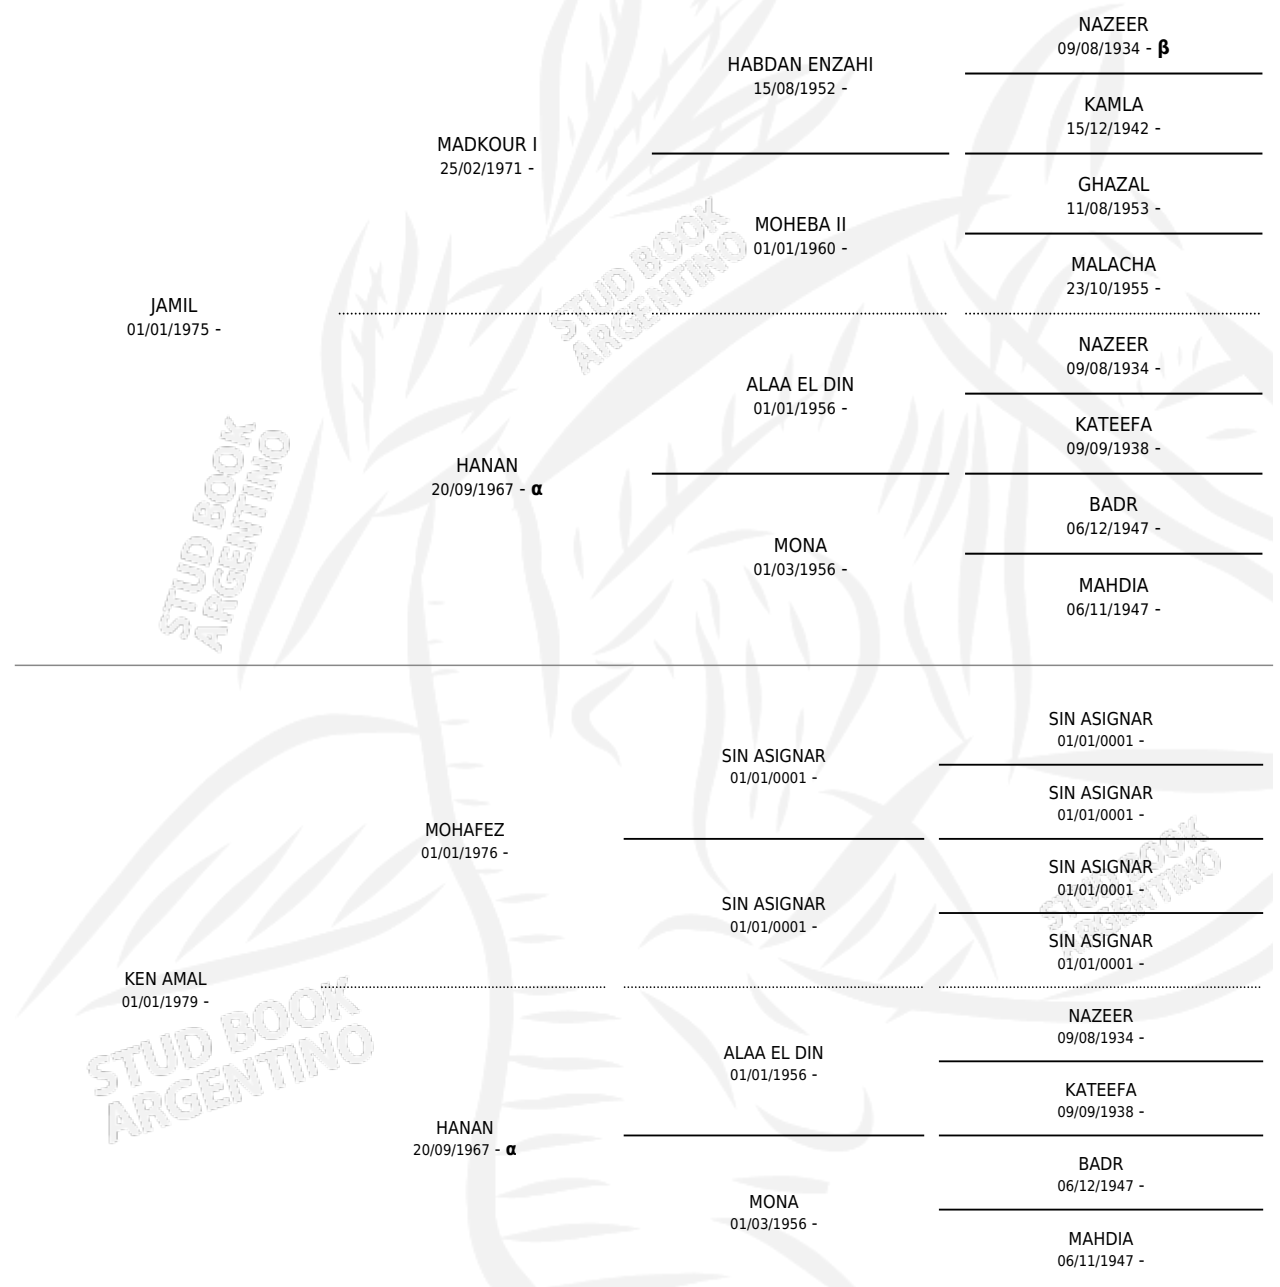 NAZEER
09/08/1934 - β
HABDAN ENZAHI
15/08/1952 -
KAMLA
15/12/1942 -
MADKOUR I
25/02/1971 -
GHAZAL
11/08/1953 -
MOHEBA II
01/01/1960 -
MALACHA
23/10/1955 -
JAMIL
01/01/1975 -
NAZEER
09/08/1934 -
ALAA EL DIN
01/01/1956 -
KATEEFA
09/09/1938 -
HANAN
20/09/1967 - α
BADR
06/12/1947 -
MONA
01/03/1956 -
MAHDIA
06/11/1947 -
STUD BOOK
ARGENTINO
STUD BOOK
ARGENTINO
SIN ASIGNAR
01/01/0001 -
SIN ASIGNAR
01/01/0001 -
SIN ASIGNAR
01/01/0001 -
MOHAFEZ
01/01/1976 -
SIN ASIGNAR
01/01/0001 -
SIN ASIGNAR
01/01/0001 -
SIN ASIGNAR
01/01/0001 -
KEN AMAL
01/01/1979 -
NAZEER
09/08/1934 -
ALAA EL DIN
01/01/1956 -
KATEEFA
09/09/1938 -
HANAN
20/09/1967 - α
BADR
06/12/1947 -
MONA
01/03/1956 -
MAHDIA
06/11/1947 -
STUD BOOK
ARGENTINO
STUD BOOK
ARGENTINO